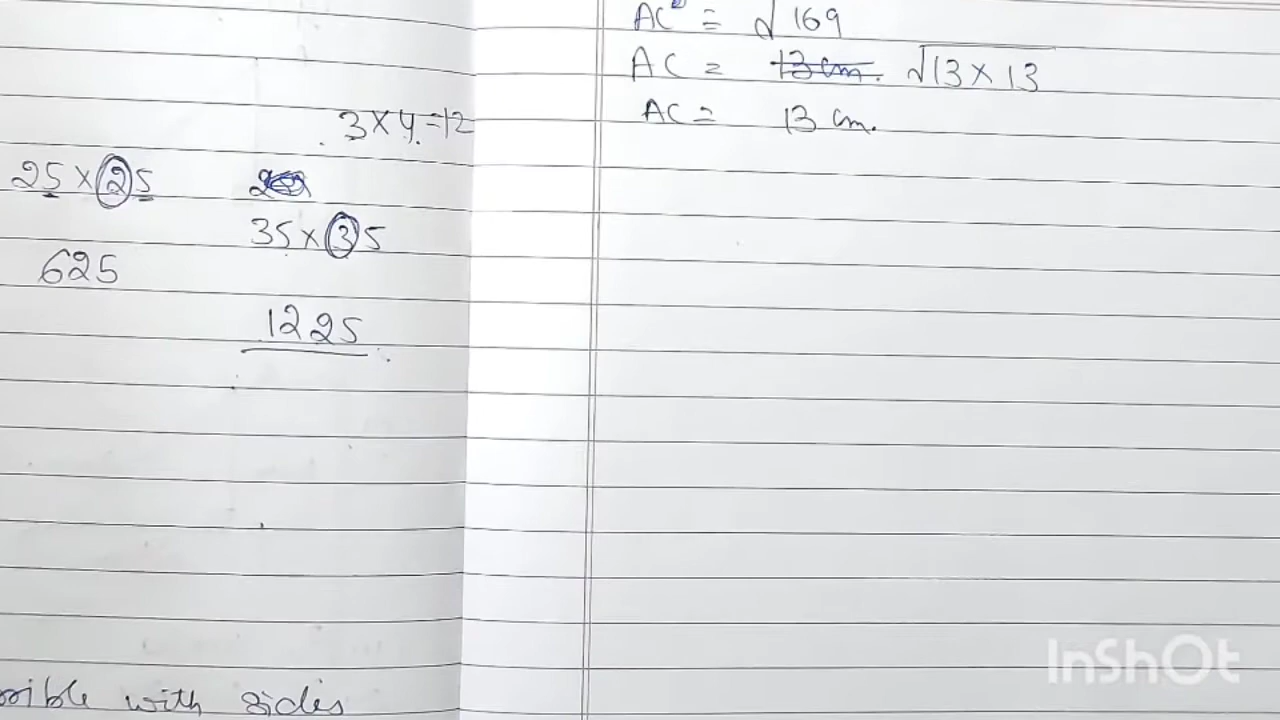 3 X 4 = 12
25 X 25
35 X 35
625
1225
with sides
AC² = √169
AC = 13 cm. √13 X 13
AC = 13 cm.
InShOt